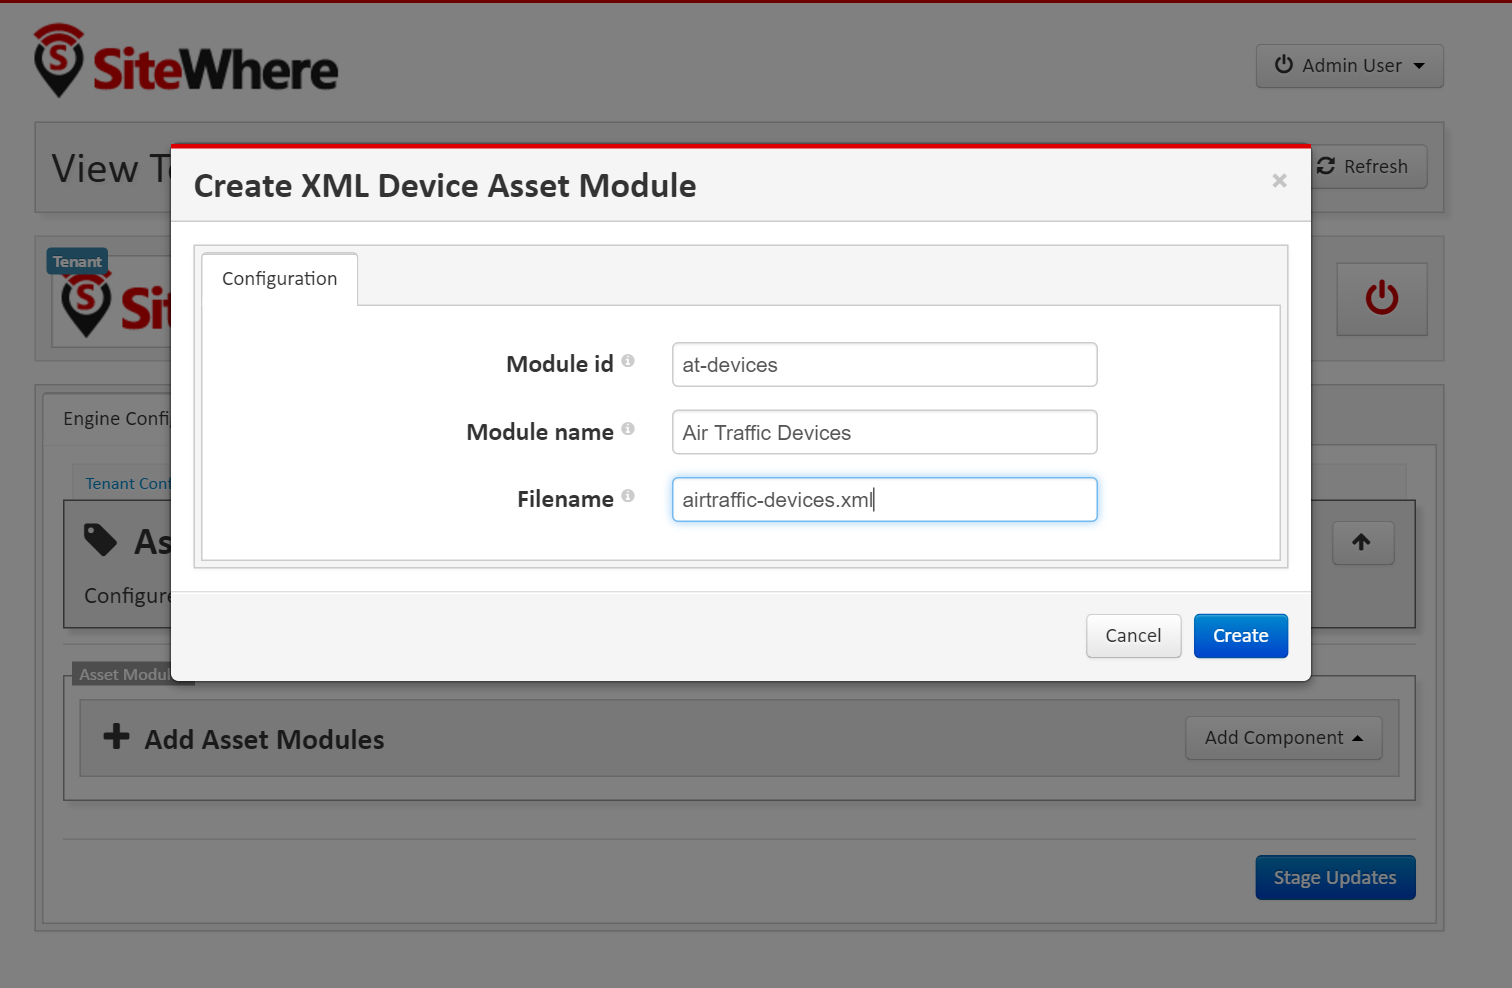 SiteWhere
Admin User
View T
Refresh
Create XML Device Asset Module
×
Tenant
Sit
Configuration
Module id
at-devices
Module name
Air Traffic Devices
Filename
airtraffic-devices.xml
Engine Confi
Tenant Conf
As
Configure
Cancel
Create
Asset Modul
Add Asset Modules
Add Component
Stage Updates